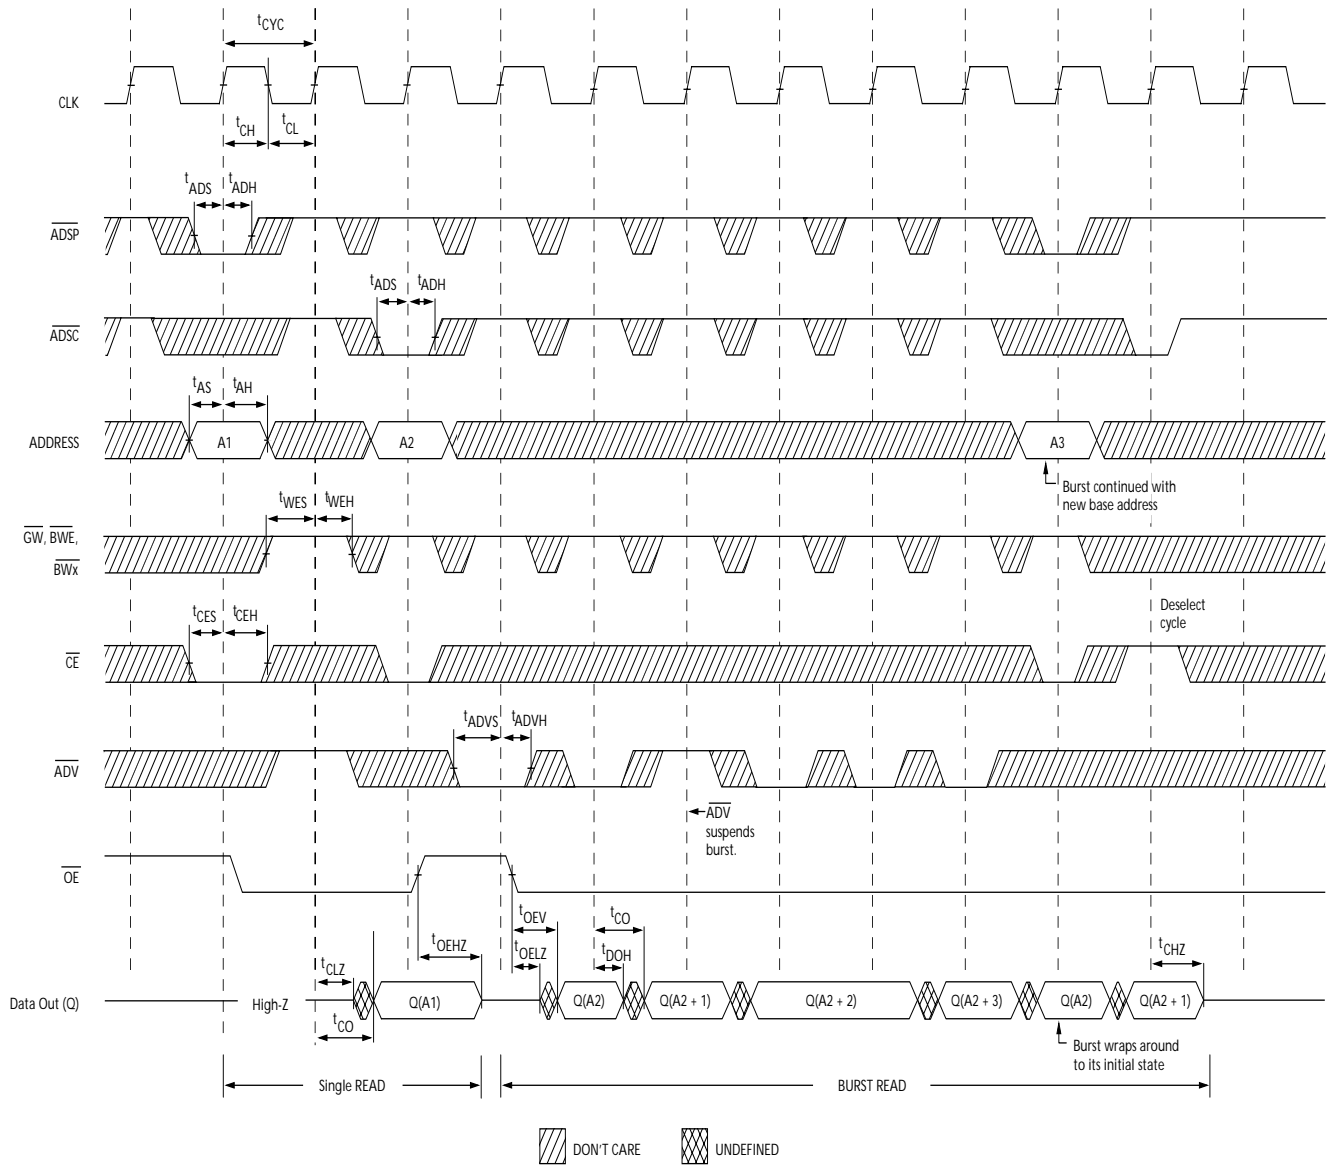 tCYC
CLK
tCH
tCL
tADS
tADH
ADSP
tADS
tADH
ADSC
tAS
tAH
ADDRESS
A1
A2
A3
Burst continued with
new base address
tWES
tWEH
GW, BWE,
BWx
Deselect
cycle
tCES
tCEH
CE
tADVS
tADVH
ADV
ADV
suspends
burst.
OE
tOEV
tCO
tOEHZ
tOELZ
tDOH
tCHZ
tCLZ
Data Out (Q)
High-Z
Q(A1)
Q(A2)
Q(A2 + 1)
Q(A2 + 2)
Q(A2 + 3)
Q(A2)
Q(A2 + 1)
tCO
Burst wraps around
to its initial state
Single READ
BURST READ
DON'T CARE
UNDEFINED